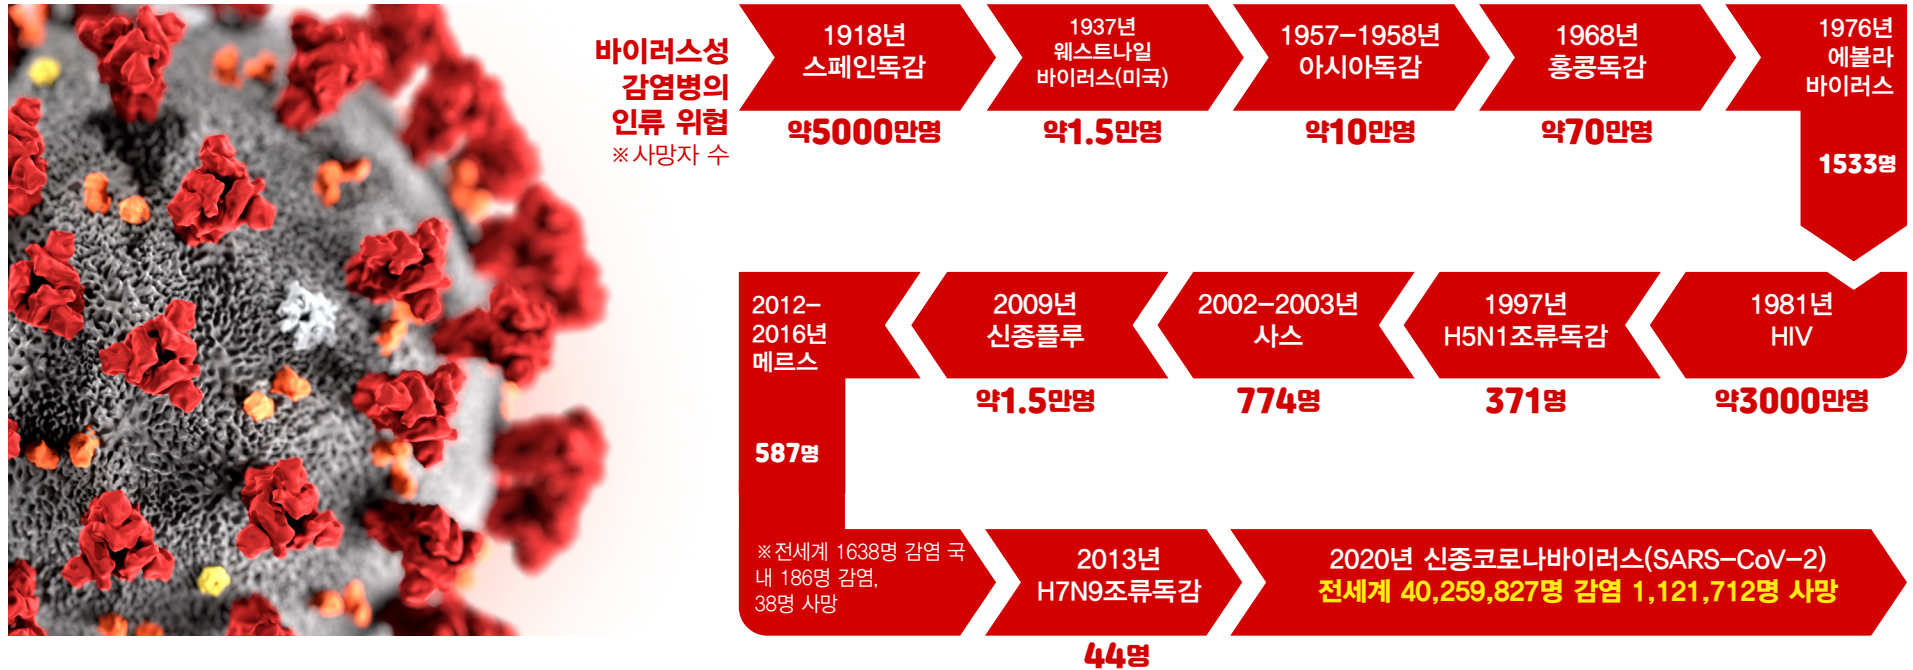 바이러스성
감염병의
인류 위협
※사망자 수
1918년
스페인독감
약5000만명
1937년
웨스트나일
바이러스(미국)
약1.5만명
1957-1958년
아시아독감
약10만명
1968년
홍콩독감
약70만명
1976년
에볼라
바이러스
1533명
1981년
HIV
약3000만명
1997년
H5N1조류독감
371명
2002-2003년
사스
774명
2009년
신종플루
약1.5만명
2012-
2016년
메르스
587명
※전세계 1638명 감염 국
내 186명 감염,
38명 사망
2013년
H7N9조류독감
44명
2020년 신종코로나바이러스(SARS-CoV-2)
전세계 40,259,827명 감염 1,121,712명 사망